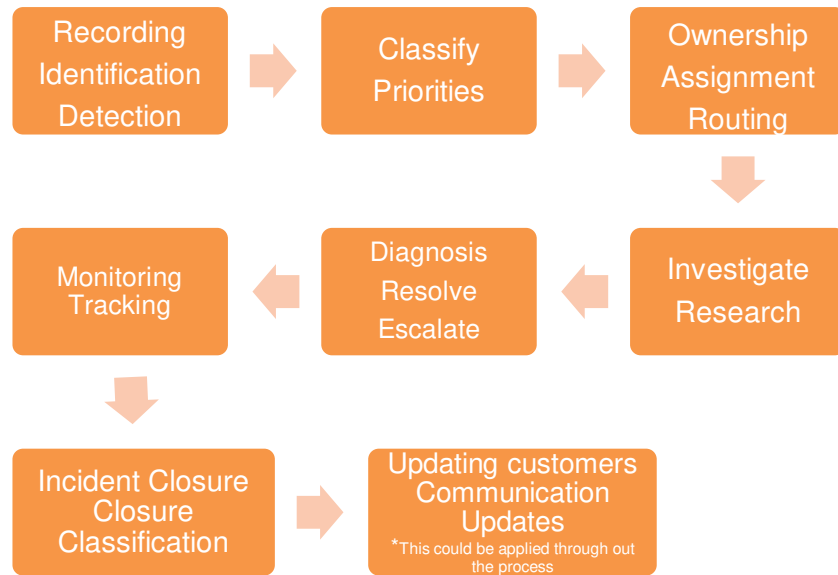 Recording
Identification
Detection
Classify
Priorities
Ownership
Assignment
Routing
Investigate
Research
Diagnosis
Resolve
Escalate
Monitoring
Tracking
Incident Closure
Closure
Classification
Updating customers
Communication
Updates
*This could be applied through out
the process